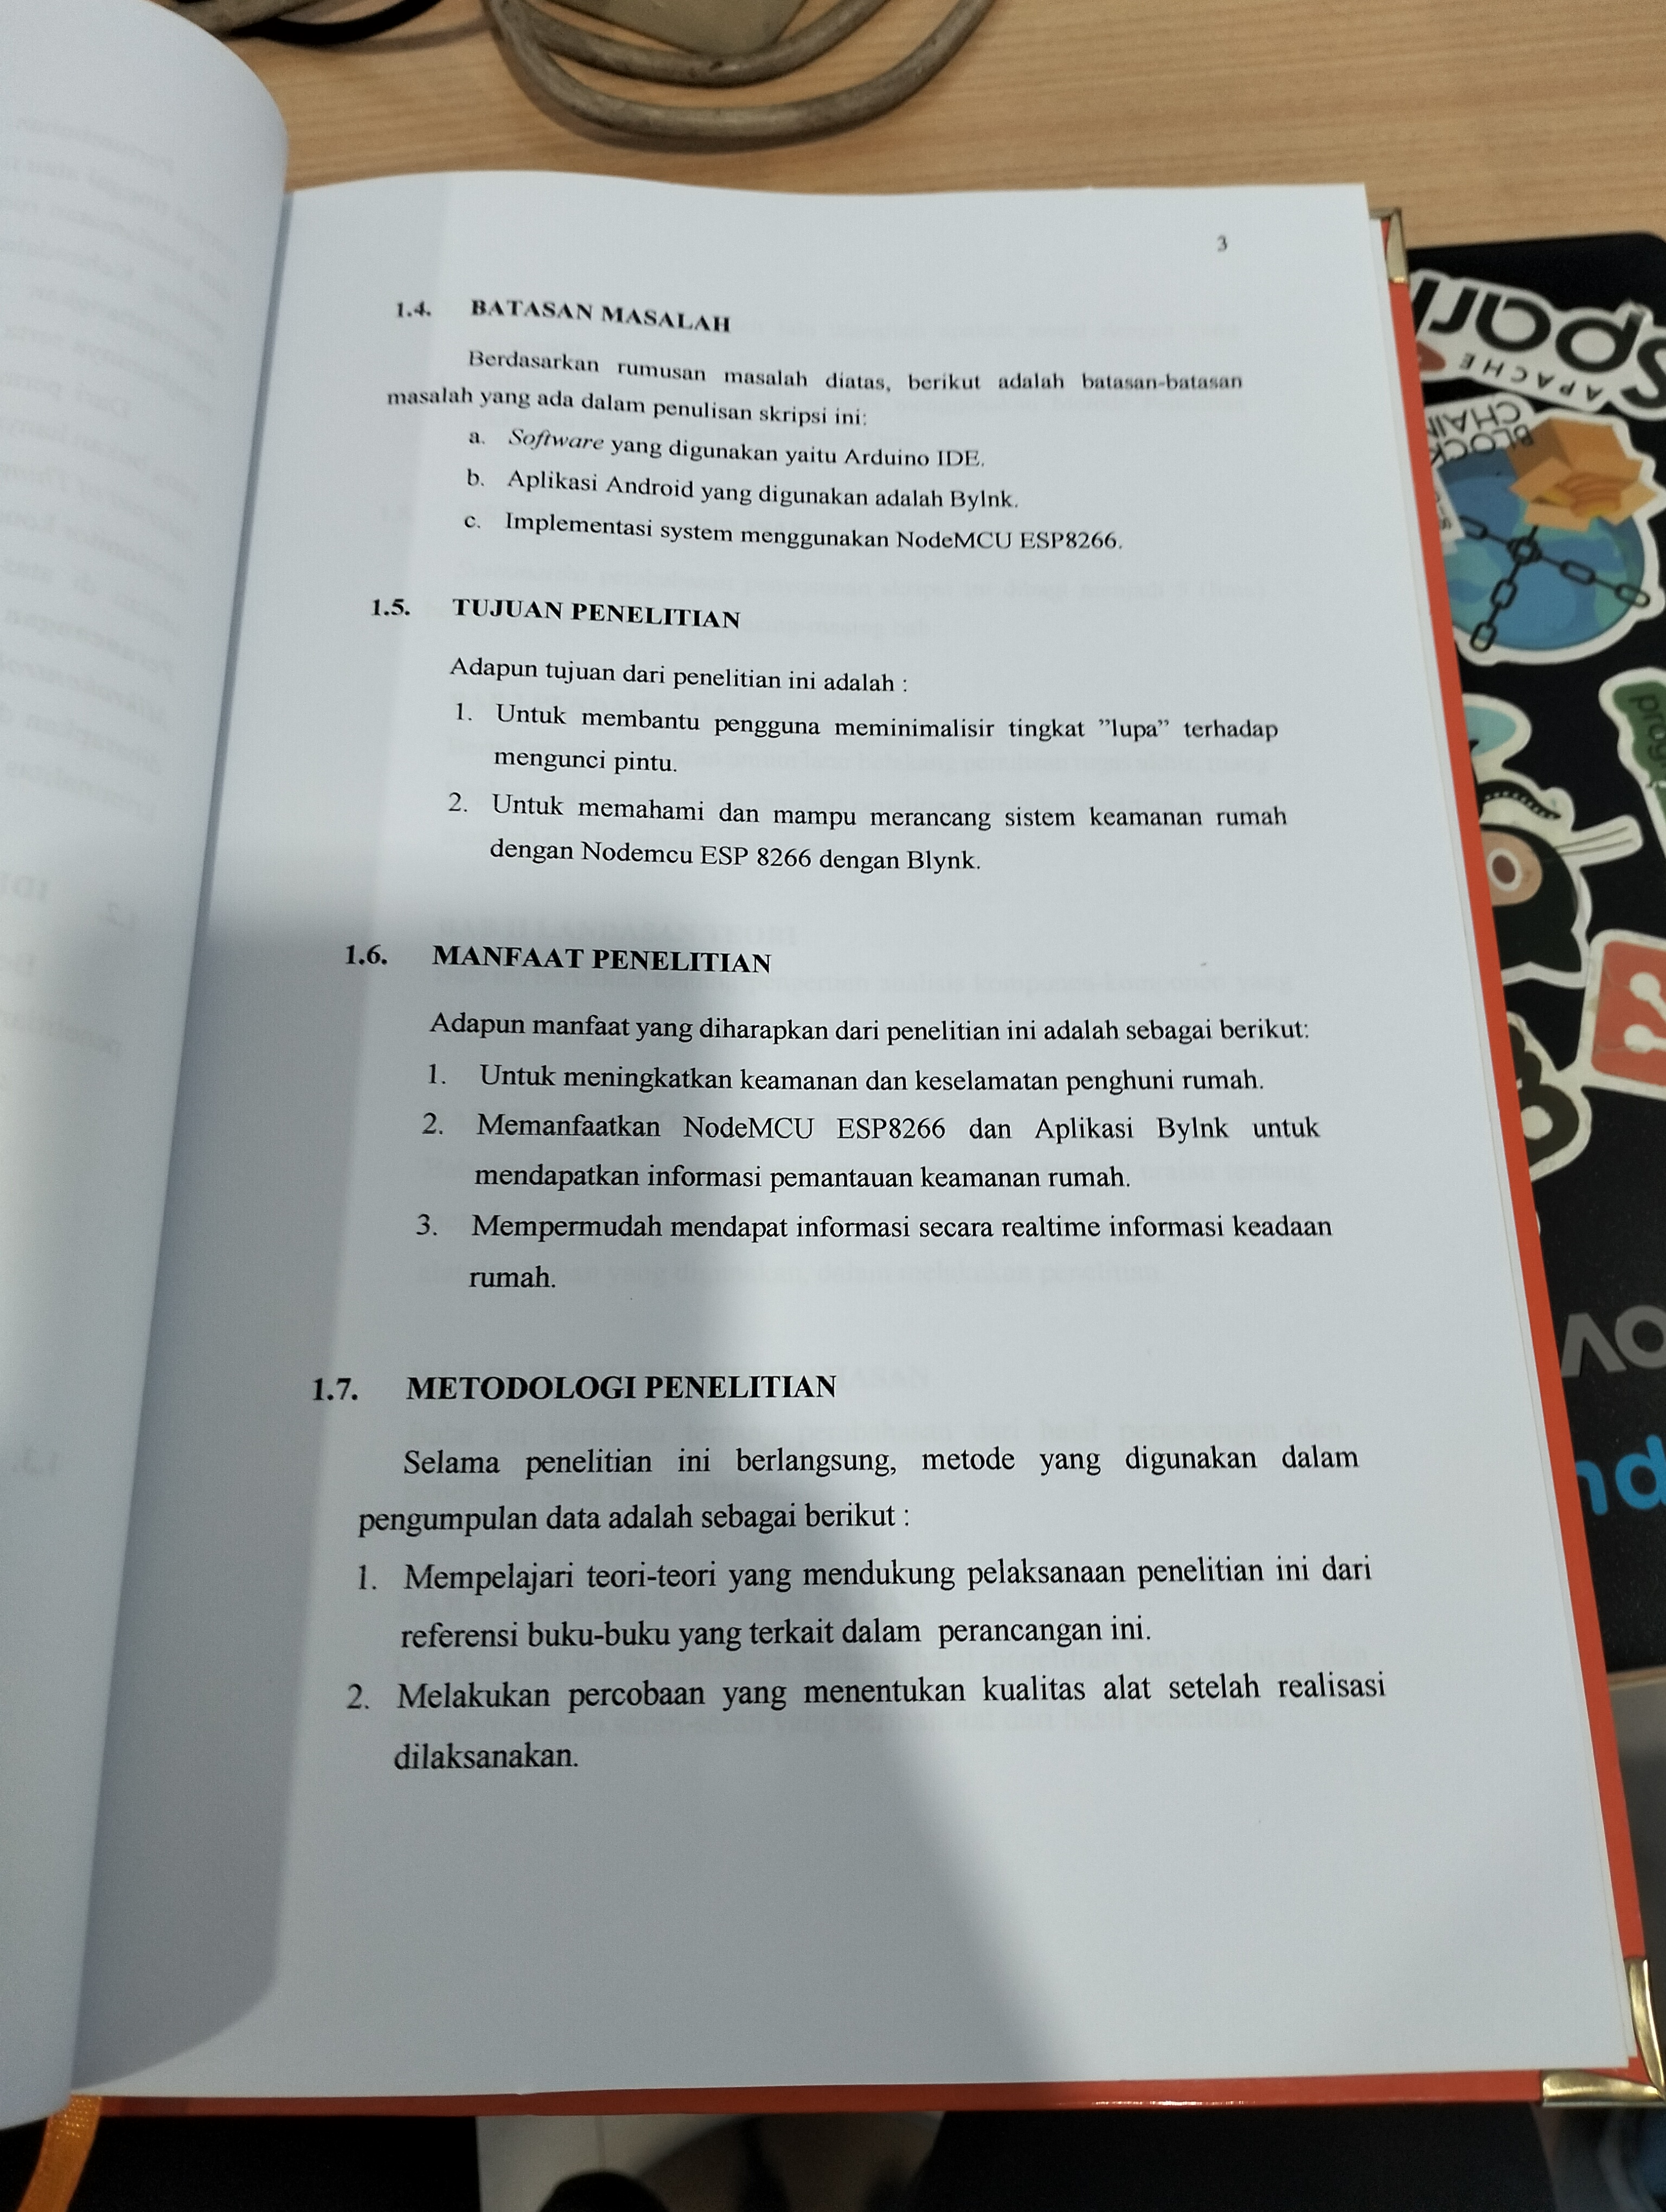 3
1.4. BATASAN MASALAH
Berdasarkan rumusan masalah diatas, berikut adalah batasan-batasan
masalah yang ada dalam penulisan skripsi ini:
a. Software yang digunakan yaitu Arduino IDE.
b. Aplikasi Android yang digunakan adalah Bylnk.
c. Implementasi system menggunakan NodeMCU ESP8266.
1.5. TUJUAN PENELITIAN
Adapun tujuan dari penelitian ini adalah :
1. Untuk membantu pengguna meminimalisir tingkat ”lupa” terhadap
mengunci pintu.
2. Untuk memahami dan mampu merancang sistem keamanan rumah
dengan Nodemcu ESP 8266 dengan Blynk.
1.6. MANFAAT PENELITIAN
Adapun manfaat yang diharapkan dari penelitian ini adalah sebagai berikut:
1. Untuk meningkatkan keamanan dan keselamatan penghuni rumah.
2. Memanfaatkan NodeMCU ESP8266 dan Aplikasi Bylnk untuk
mendapatkan informasi pemantauan keamanan rumah.
3. Mempermudah mendapat informasi secara realtime informasi keadaan
rumah.
1.7. METODOLOGI PENELITIAN
Selama penelitian ini berlangsung, metode yang digunakan dalam
pengumpulan data adalah sebagai berikut :
1. Mempelajari teori-teori yang mendukung pelaksanaan penelitian ini dari
referensi buku-buku yang terkait dalam perancangan ini.
2. Melakukan percobaan yang menentukan kualitas alat setelah realisasi
dilaksanakan.
APACHE
BLOCK
CHAIN